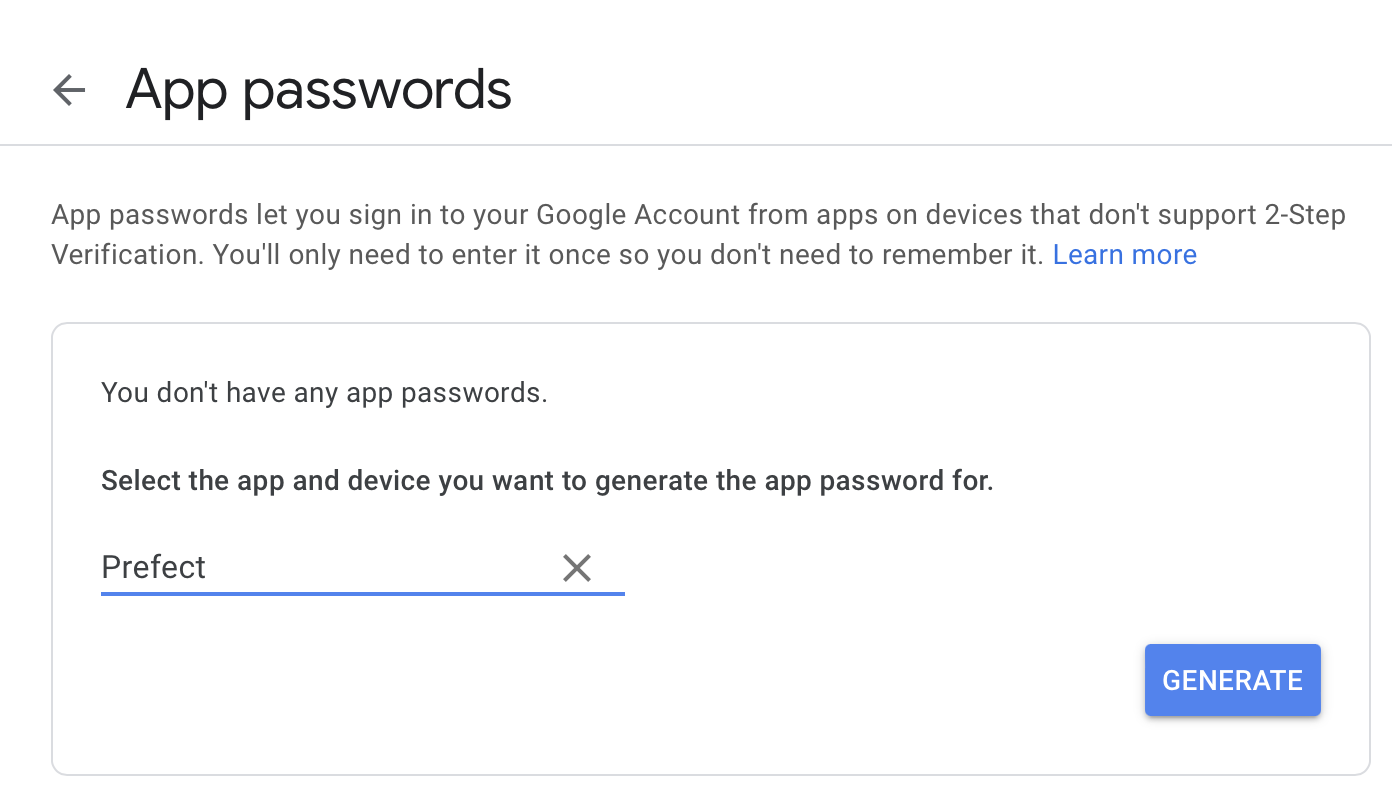 App passwords
App passwords let you sign in to your Google Account from apps on devices that don't support 2-Step
Verification. You'll only need to enter it once so you don't need to remember it. Learn more
You don't have any app passwords.
Select the app and device you want to generate the app password for.
Prefect
GENERATE